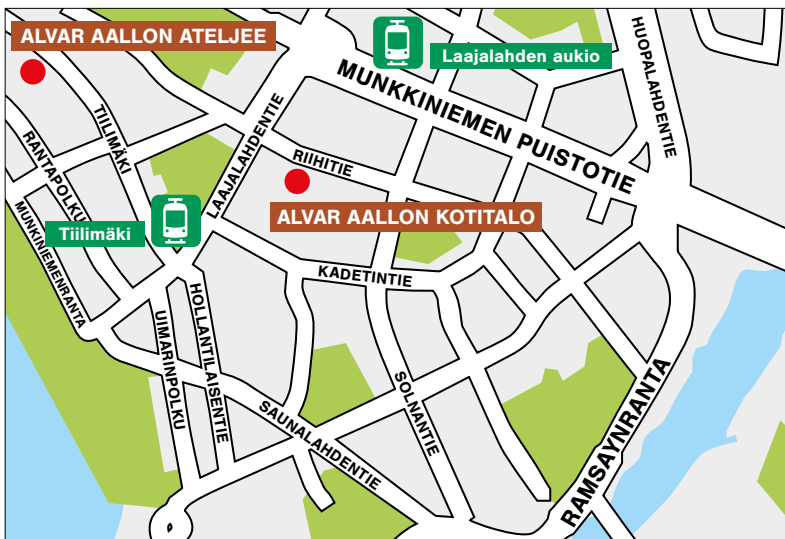 ALVAR AALLON ATELJEE
Laajalahden aukio
HUOPALAHDENTIE
MUNKKINIEMEN PUISTOTIE
TIILIMÄKI
LAAJALAHDENTIE
RANTAPOLKU
RIIHITIE
MUNKINIEMENRANTA
ALVAR AALLON KOTITALO
Tiilimäki
KADETINTIE
HOLLANTILAISENTIE
UIMARINPOLKU
SOLNANTIE
SAUNALAHDENTIE
RAMSAYNRANTA